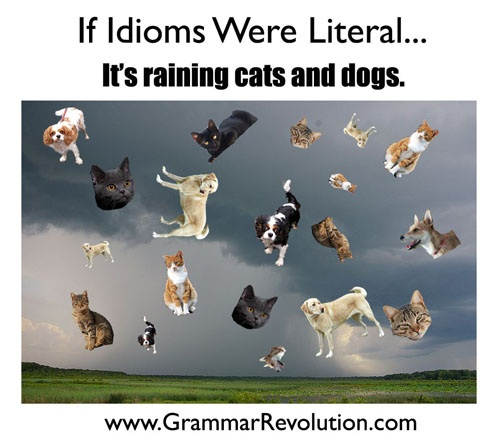 If Idioms Were Literal...
It's raining cats and dogs.
www.GrammarRevolution.com